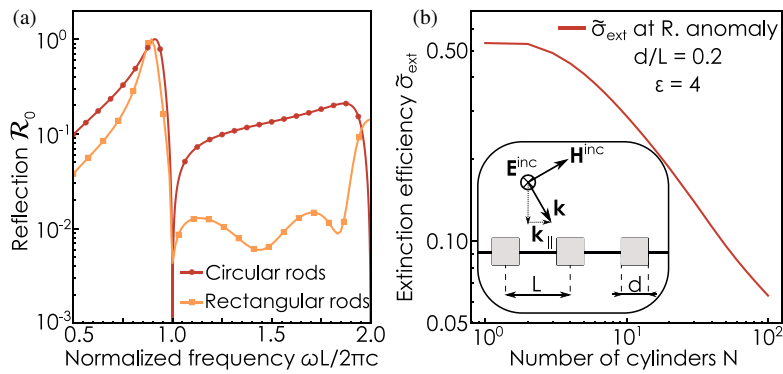 (a)
Reflection ℛ₀
10⁰
10⁻¹
10⁻²
10⁻³
0.5
1.0
1.5
2.0
Normalized frequency ωL/2πc
Circular rods
Rectangular rods
(b)
Extinction efficiency σ̃ext
0.50
0.10
0.05
10⁰
10¹
10²
Number of cylinders N
σ̃ext at R. anomaly
d/L = 0.2
ε = 4
Eⁱⁿᶜ
Hⁱⁿᶜ
k
k||
L
d